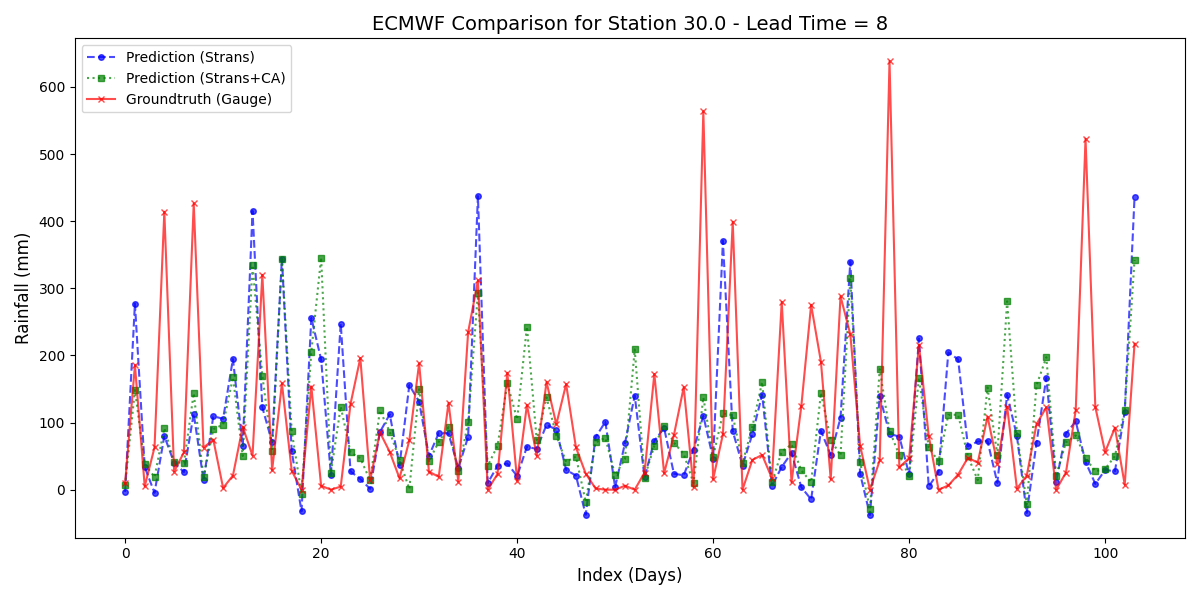 ECMWF Comparison for Station 30.0 - Lead Time = 8
Prediction (Strans)
Prediction (Strans+CA)
Groundtruth (Gauge)
Rainfall (mm)
600
500
400
300
200
100
0
0 20 40 60 80 100
Index (Days)